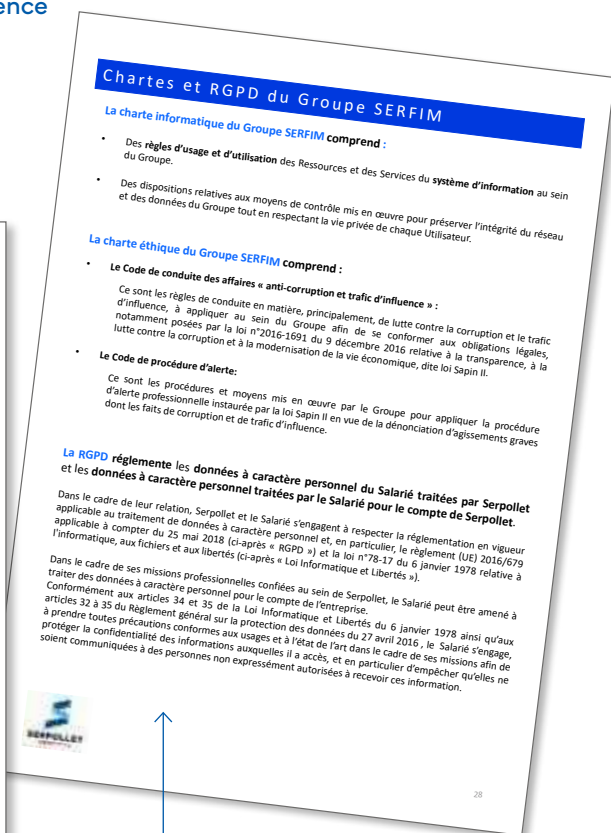 ence
Chartes et RGPD du Groupe SERFIM
La charte informatique du Groupe SERFIM comprend :
• Des règles d'usage et d'utilisation des Ressources et des Services du système d'information au sein
du Groupe.
• Des dispositions relatives aux moyens de contrôle mis en œuvre pour préserver l'intégrité du réseau
et des données du Groupe tout en respectant la vie privée de chaque Utilisateur.
La charte éthique du Groupe SERFIM comprend :
• Le Code de conduite des affaires « anti-corruption et trafic d'influence » :
Ce sont les règles de conduite en matière, principalement, de lutte contre la corruption et le trafic
d'influence, à appliquer au sein du Groupe afin de se conformer aux obligations légales,
notamment posées par la loi n°2016-1691 du 9 décembre 2016 relative à la transparence, à la
lutte contre la corruption et à la modernisation de la vie économique, dite loi Sapin II.
• Le Code de procédure d'alerte:
Ce sont les procédures et moyens mis en œuvre par le Groupe pour appliquer la procédure
d'alerte professionnelle instaurée par la loi Sapin II en vue de la dénonciation d'agissements graves
dont les faits de corruption et de trafic d'influence.
La RGPD réglemente les données à caractère personnel du Salarié traitées par Serpollet
et les données à caractère personnel traitées par le Salarié pour le compte de Serpollet.
Dans le cadre de leur relation, Serpollet et le Salarié s'engagent à respecter la réglementation en vigueur
applicable au traitement de données à caractère personnel et, en particulier, le règlement (UE) 2016/679
applicable à compter du 25 mai 2018 (ci-après « RGPD ») et la loi n°78-17 du 6 janvier 1978 relative à
l'informatique, aux fichiers et aux libertés (ci-après « Loi Informatique et Libertés »).
Dans le cadre de ses missions professionnelles confiées au sein de Serpollet, le Salarié peut être amené à
traiter des données à caractère personnel pour le compte de l'entreprise.
Conformément aux articles 34 et 35 de la Loi Informatique et Libertés du 6 janvier 1978 ainsi qu'aux
articles 32 à 35 du Règlement général sur la protection des données du 27 avril 2016 , le Salarié s'engage,
à prendre toutes précautions conformes aux usages et à l'état de l'art dans le cadre de ses missions afin de
protéger la confidentialité des informations auxquelles il a accès, et en particulier d'empêcher qu'elles ne
soient communiquées à des personnes non expressément autorisées à recevoir ces information.
SERPOLLET
28